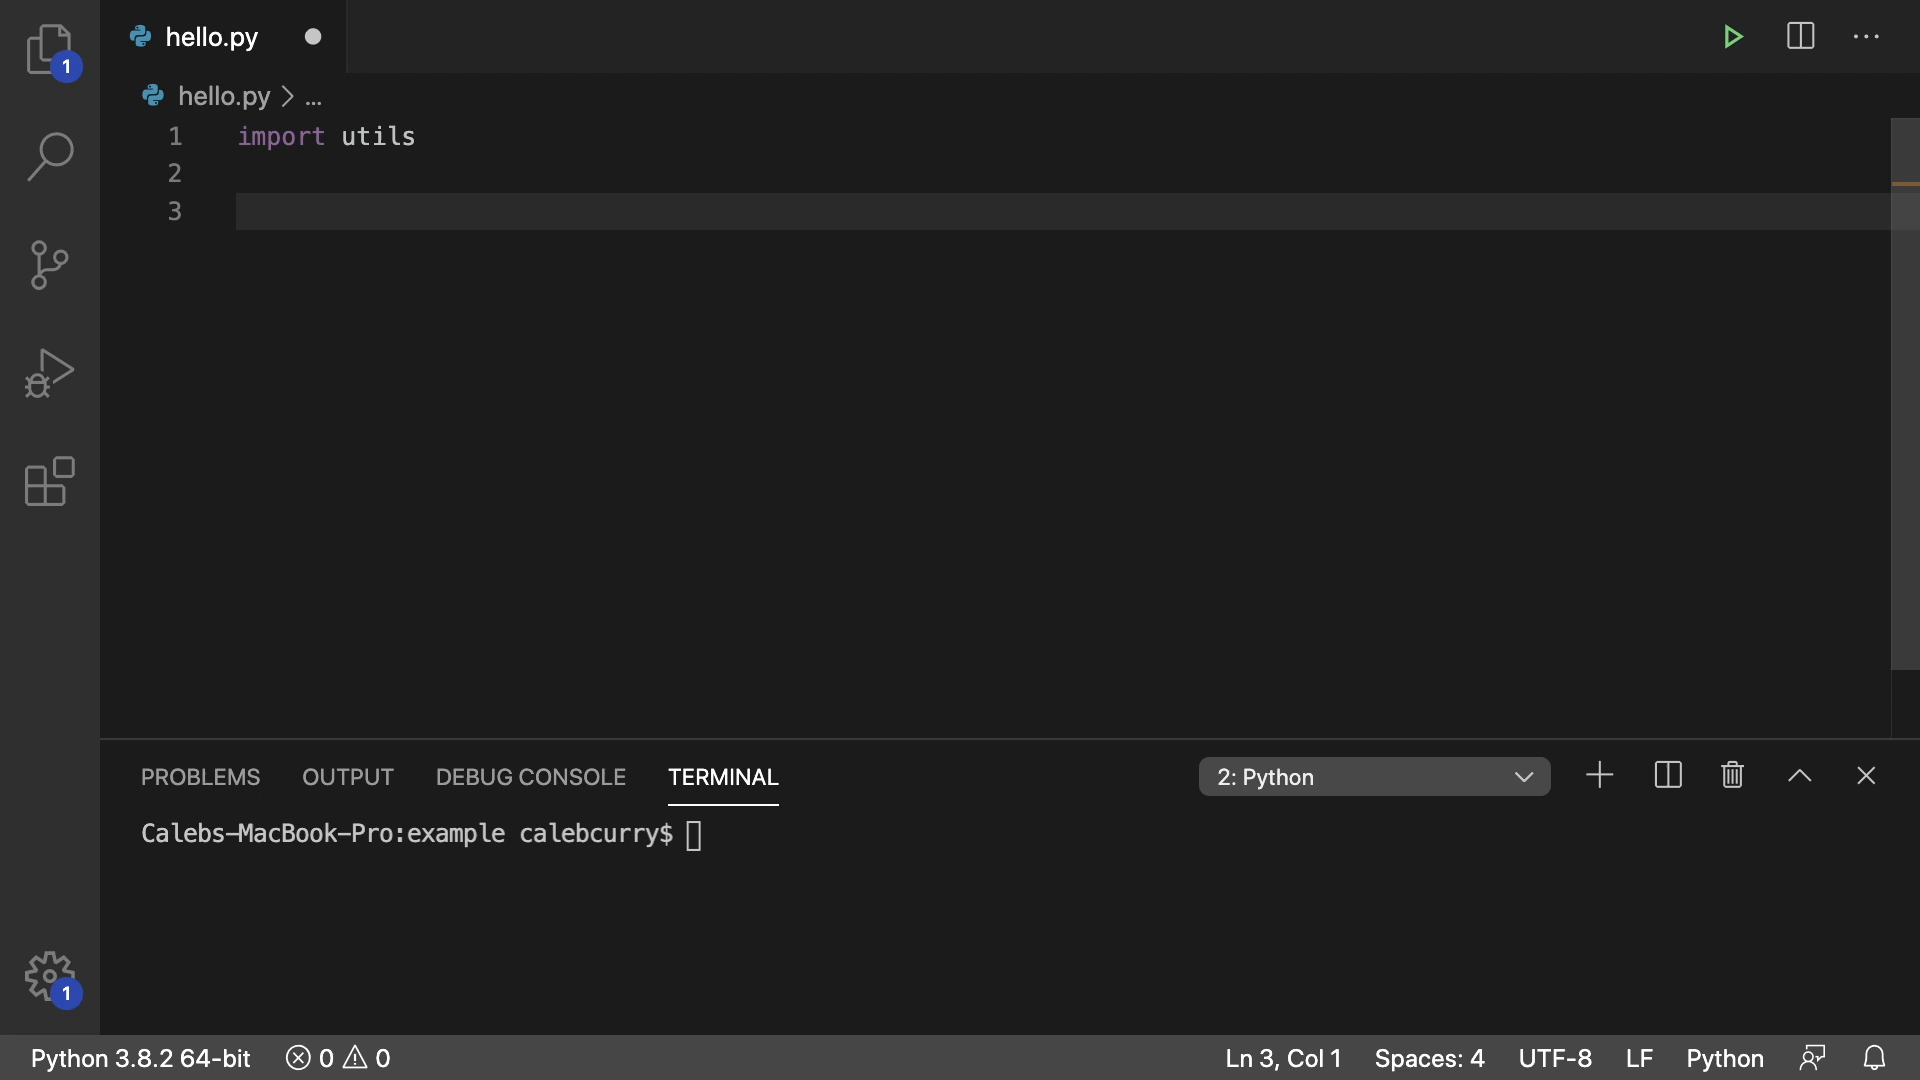 hello.py
1
hello.py > ...
1 import utils
2
3
PROBLEMS OUTPUT DEBUG CONSOLE TERMINAL 2: Python
Calebs-MacBook-Pro:example calebcurry$
1
Python 3.8.2 64-bit 0 0 Ln 3, Col 1 Spaces: 4 UTF-8 LF Python